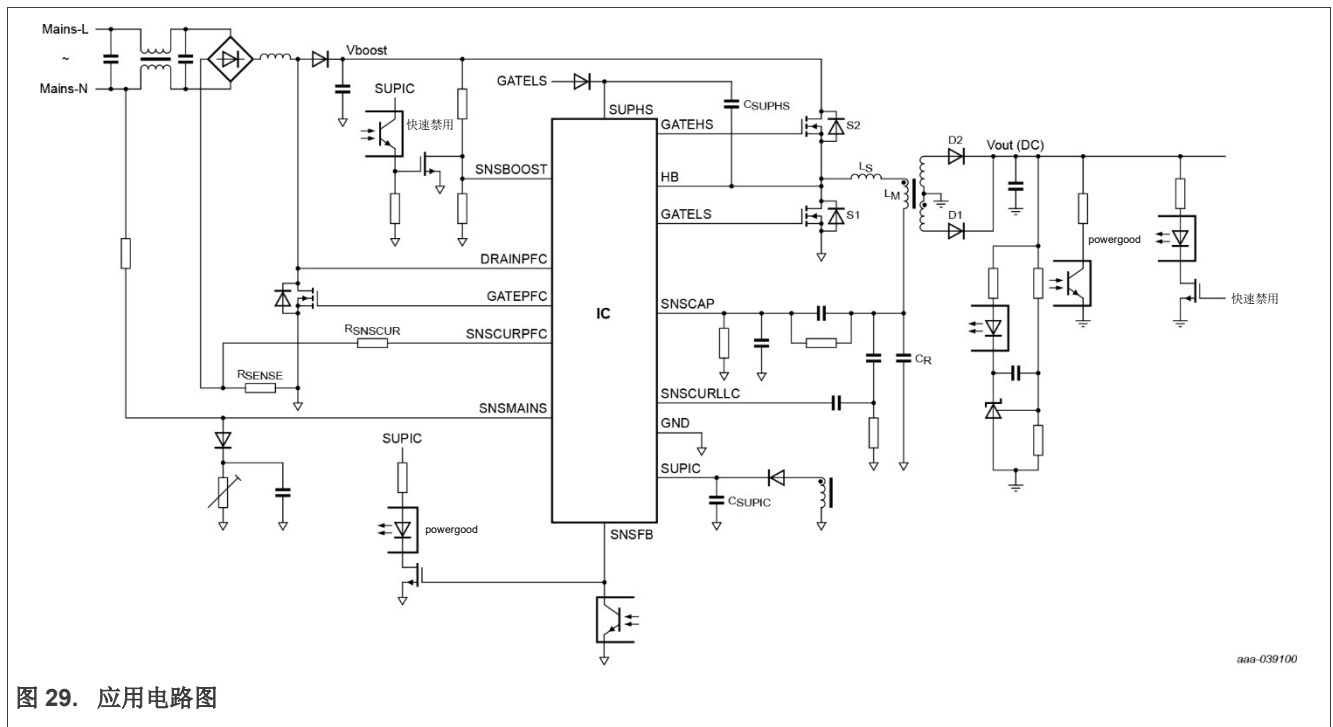 Mains-L
~
Mains-N
Vboost
SUPIC
快速禁用
GATELS
SUPHS
CSUPHS
GATEHS
S2
SNSBOOST
HB
LS
LM
D2
Vout (DC)
GATELS
S1
D1
powergood
快速禁用
DRAINPFC
GATEPFC
IC
SNSCAP
RSNSCUR
SNSCURPFC
CR
RSENSE
SNSMAINS
SNSCURLLC
GND
SUPIC
SUPIC
CSUPIC
powergood
SNSFB
aaa-039100
图 29. 应用电路图